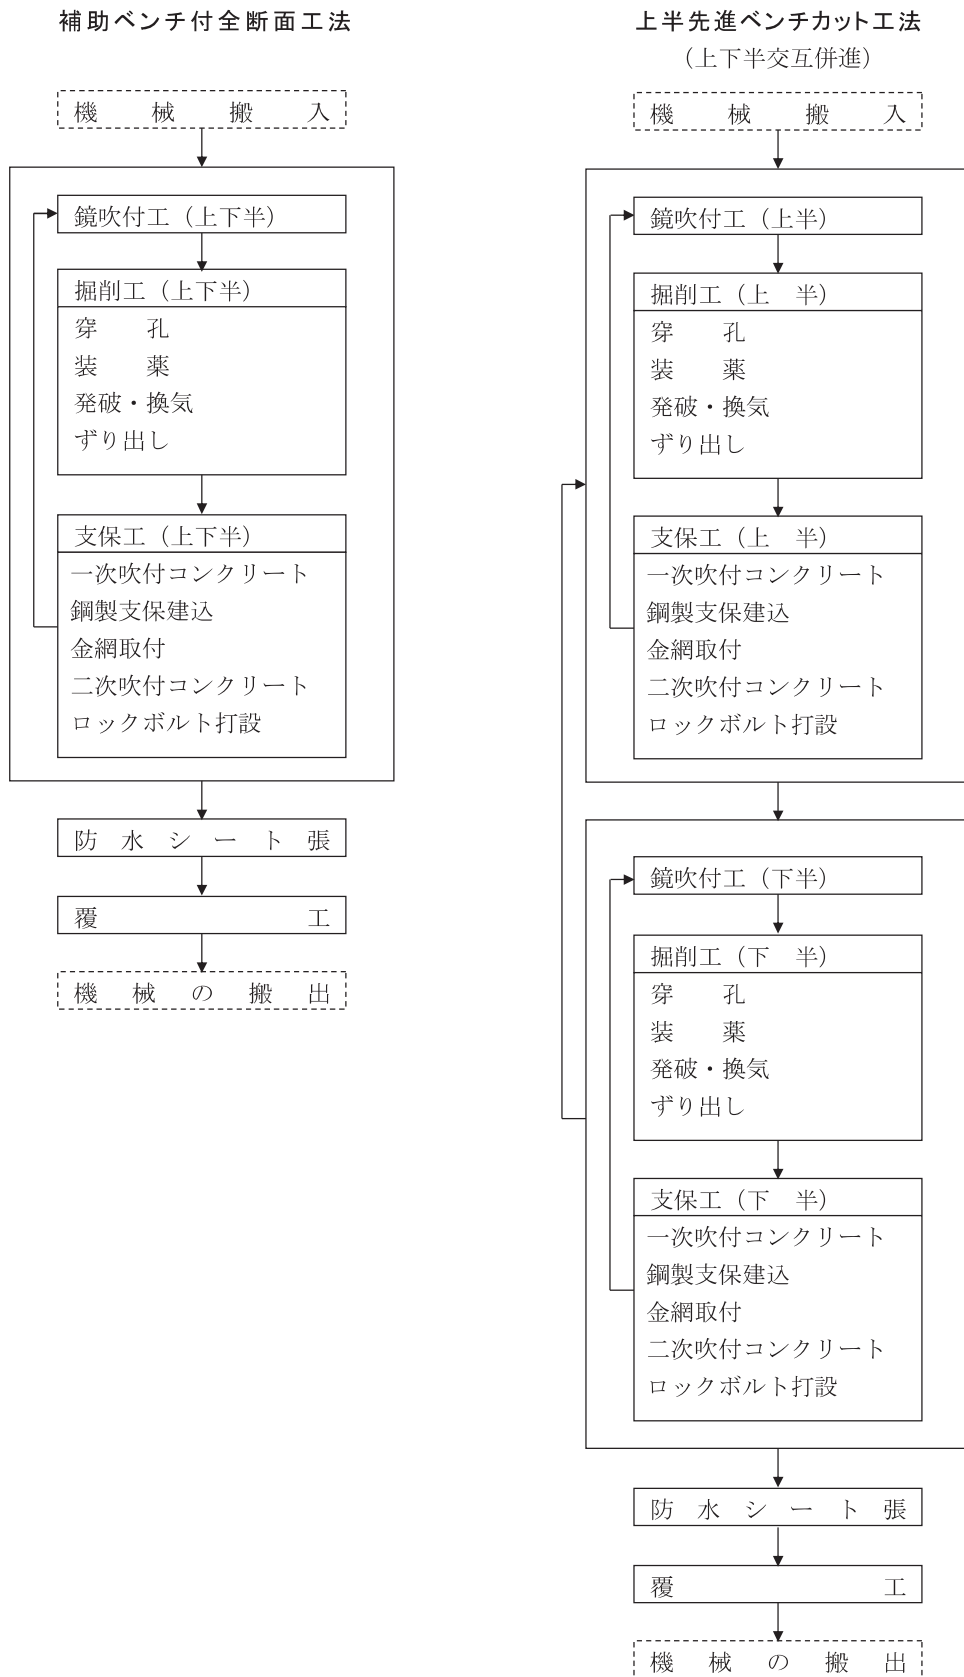 補助ベンチ付全断面工法
機械搬入
鏡吹付工（上下半）
掘削工（上下半）
穿　　孔
装　　薬
発破・換気
ずり出し
支保工（上下半）
一次吹付コンクリート
鋼製支保建込
金網取付
二次吹付コンクリート
ロックボルト打設
防水シート張
覆工
機械の搬出
上半先進ベンチカット工法
（上下半交互併進）
機械搬入
鏡吹付工（上半）
掘削工（上　半）
穿　　孔
装　　薬
発破・換気
ずり出し
支保工（上　半）
一次吹付コンクリート
鋼製支保建込
金網取付
二次吹付コンクリート
ロックボルト打設
鏡吹付工（下半）
掘削工（下　半）
穿　　孔
装　　薬
発破・換気
ずり出し
支保工（下　半）
一次吹付コンクリート
鋼製支保建込
金網取付
二次吹付コンクリート
ロックボルト打設
防水シート張
覆工
機械の搬出